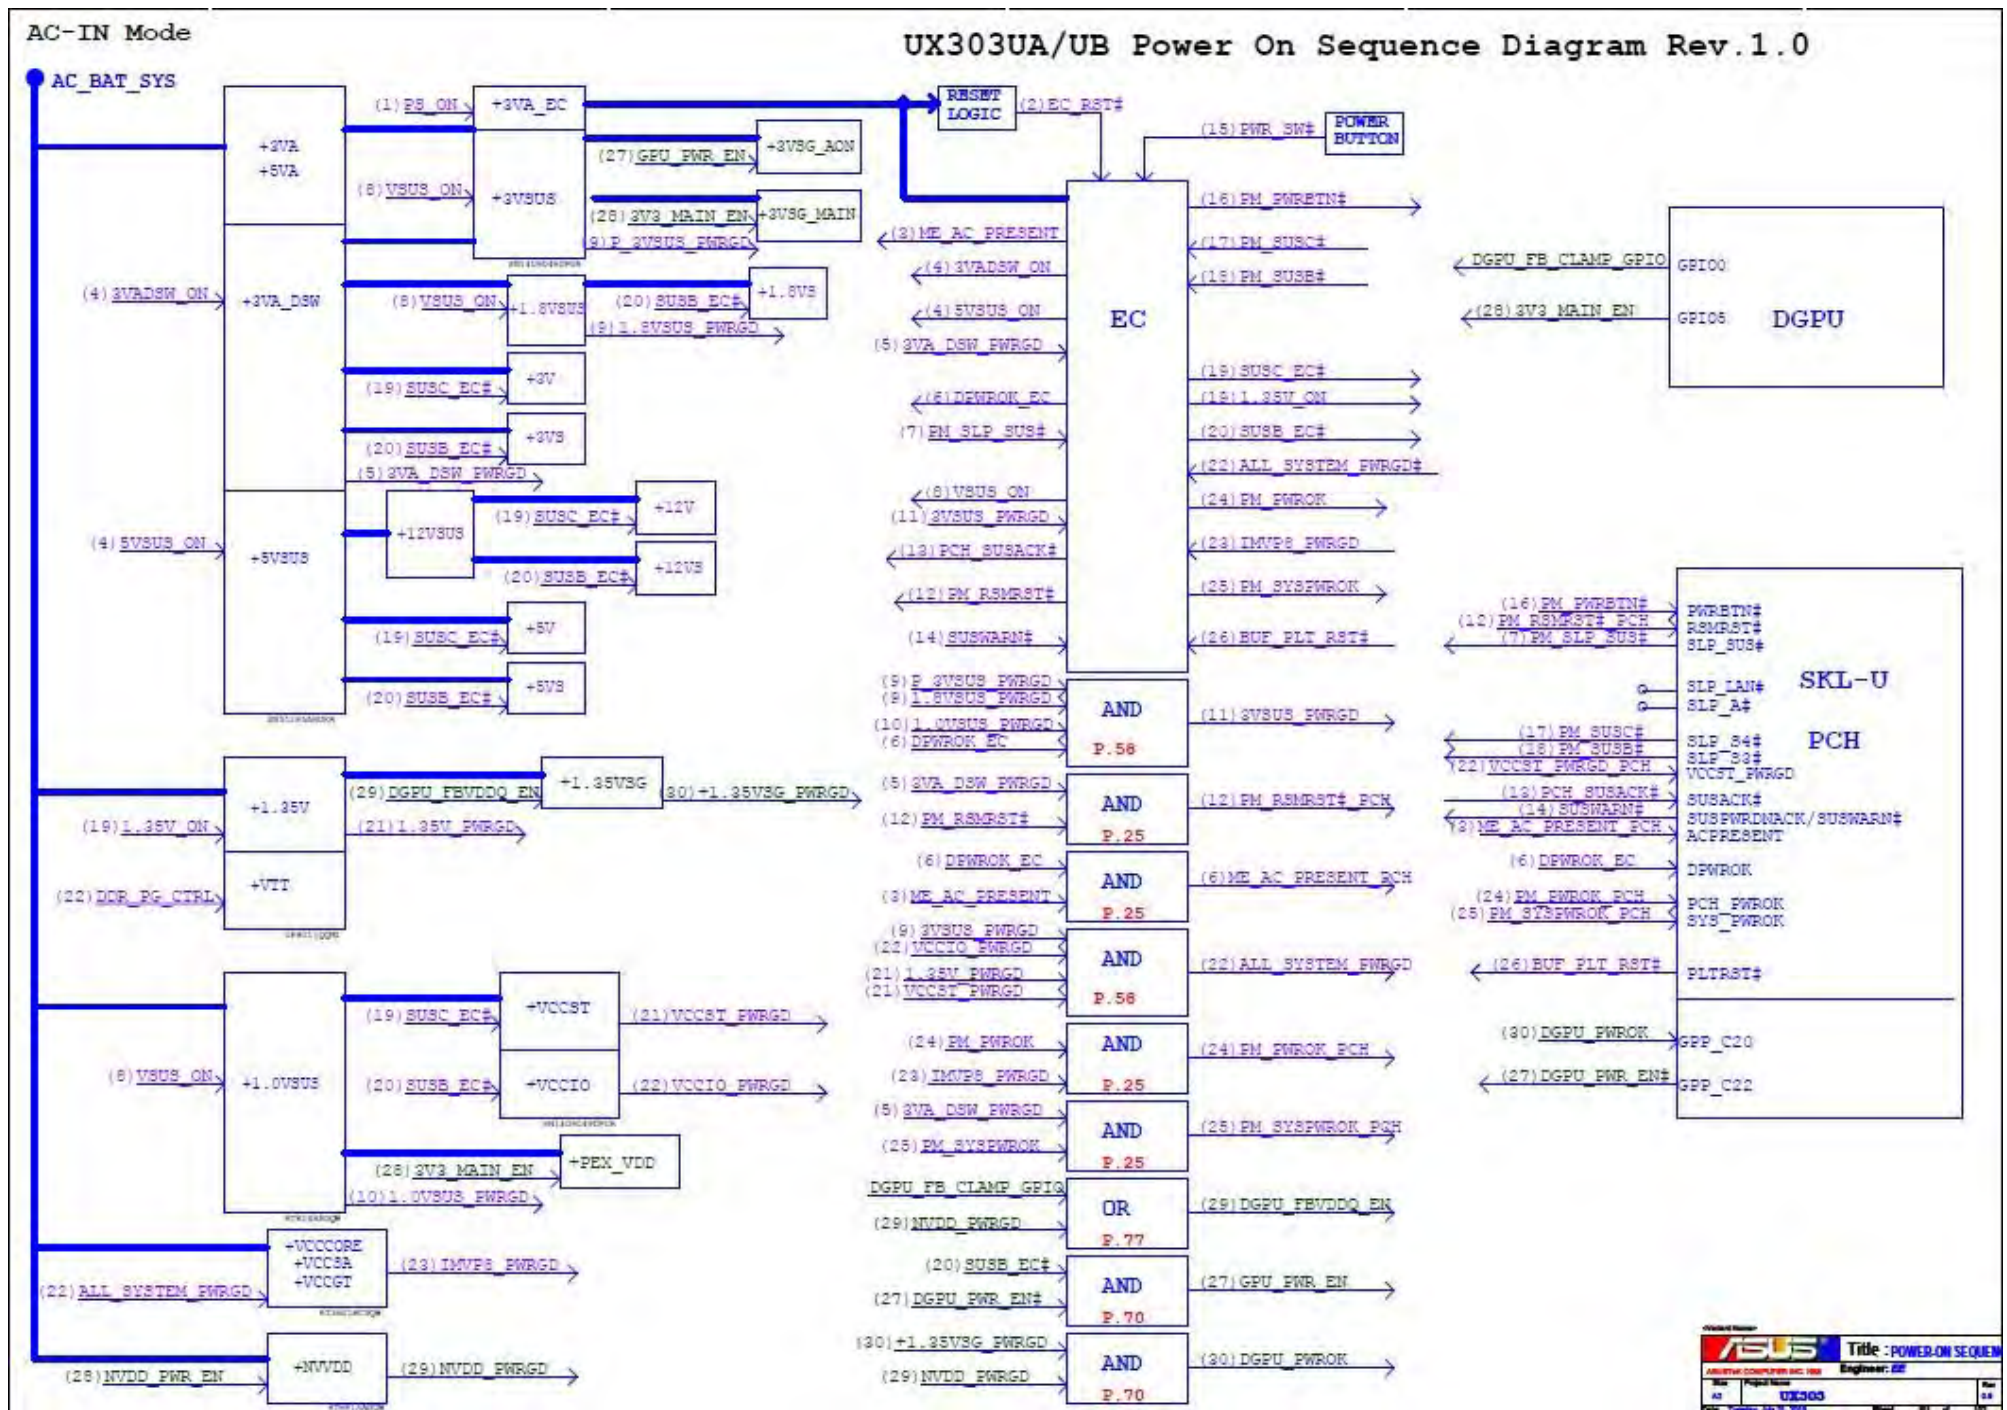 AC-IN Mode
UX303UA/UB Power On Sequence Diagram Rev.1.0
AC_BAT_SYS
+3VA
+5VA
(1)PS_ON
+3VA_EC
RESET
LOGIC
(2)EC_RST#
(15)PWR_SW#
POWER
BUTTON
(27)GPU_PWR_EN
+3VSG_AON
(8)VSUS_ON
+3VSUS
(28)3V3_MAIN_EN
+3VSG_MAIN
(9)P_3VSUS_PWRGD
(4)3VADSW_ON
+3VA_DSW
(8)VSUS_ON
+1.8VSUS
(20)SUSB_EC#
+1.8VS
(9)1.8VSUS_PWRGD
(19)SUSC_EC#
+3V
(20)SUSB_EC#
+3VS
(5)3VA_DSW_PWRGD
(4)5VSUS_ON
+5VSUS
+12VSUS
(19)SUSC_EC#
+12V
(20)SUSB_EC#
+12VS
(19)SUSC_EC#
+5V
(20)SUSB_EC#
+5VS
+1.35V
(29)DGPU_FBVDDQ_EN
+1.35VSG
(30)+1.35VSG_PWRGD
(19)1.35V_ON
(21)1.35V_PWRGD
+VTT
(22)DDR_PG_CTRL
(19)SUSC_EC#
+VCCST
(21)VCCST_PWRGD
(8)VSUS_ON
+1.0VSUS
(20)SUSB_EC#
+VCCIO
(22)VCCIO_PWRGD
(28)3V3_MAIN_EN
+PEX_VDD
(10)1.0VSUS_PWRGD
+VCCCORE
+VCCSA
+VCCGT
(23)IMVP8_PWRGD
(22)ALL_SYSTEM_PWRGD
+NVVDD
(28)NVDD_PWR_EN
(29)NVDD_PWRGD
EC
(3)ME_AC_PRESENT
(4)3VADSW_ON
(4)5VSUS_ON
(5)3VA_DSW_PWRGD
(6)DPWROK_EC
(7)PM_SLP_SUS#
(8)VSUS_ON
(11)3VSUS_PWRGD
(13)PCH_SUSACK#
(12)PM_RSMRST#
(14)SUSWARN#
(16)PM_PWRBTN#
(17)PM_SUSC#
(18)PM_SUSB#
(19)SUSC_EC#
(19)1.35V_ON
(20)SUSB_EC#
(22)ALL_SYSTEM_PWRGD#
(24)PM_PWROK
(23)IMVP8_PWRGD
(25)PM_SYSPWROK
(26)BUF_PLT_RST#
(9)P_3VSUS_PWRGD
(9)1.8VSUS_PWRGD
(10)1.0VSUS_PWRGD
(6)DPWROK_EC
AND
P.58
(11)3VSUS_PWRGD
(5)3VA_DSW_PWRGD
(12)PM_RSMRST#
AND
P.25
(12)PM_RSMRST#_PCH
(6)DPWROK_EC
(3)ME_AC_PRESENT
AND
P.25
(6)ME_AC_PRESENT_PCH
(9)3VSUS_PWRGD
(22)VCCIO_PWRGD
(21)1.35V_PWRGD
(21)VCCST_PWRGD
AND
P.58
(22)ALL_SYSTEM_PWRGD
(24)PM_PWROK
(23)IMVP8_PWRGD
AND
P.25
(24)PM_PWROK_PCH
(5)3VA_DSW_PWRGD
(25)PM_SYSPWROK
AND
P.25
(25)PM_SYSPWROK_PCH
DGPU_FB_CLAMP_GPIO
(29)NVDD_PWRGD
OR
P.77
(29)DGPU_FBVDDQ_EN
(20)SUSB_EC#
(27)DGPU_PWR_EN#
AND
P.70
(27)GPU_PWR_EN
(30)+1.35VSG_PWRGD
(29)NVDD_PWRGD
AND
P.70
(30)DGPU_PWROK
DGPU_FB_CLAMP_GPIO
GPIO0
(28)3V3_MAIN_EN
GPIO5
DGPU
SKL-U
PCH
(16)PM_PWRBTN#
PWRBTN#
(12)PM_RSMRST#_PCH
RSMRST#
(7)PM_SLP_SUS#
SLP_SUS#
SLP_LAN#
SLP_A#
(17)PM_SUSC#
SLP_S4#
(18)PM_SUSB#
SLP_S3#
(22)VCCST_PWRGD_PCH
VCCST_PWRGD
(13)PCH_SUSACK#
SUSACK#
(14)SUSWARN#
SUSPWRDNACK/SUSWARN#
(3)ME_AC_PRESENT_PCH
ACPRESENT
(6)DPWROK_EC
DPWROK
(24)PM_PWROK_PCH
PCH_PWROK
(25)PM_SYSPWROK_PCH
SYS_PWROK
(26)BUF_PLT_RST#
PLTRST#
(30)DGPU_PWROK
GPP_C20
(27)DGPU_PWR_EN#
GPP_C22
ASUS
Title : POWER-ON SEQUEN
Engineer: EE
Project Name
UX303